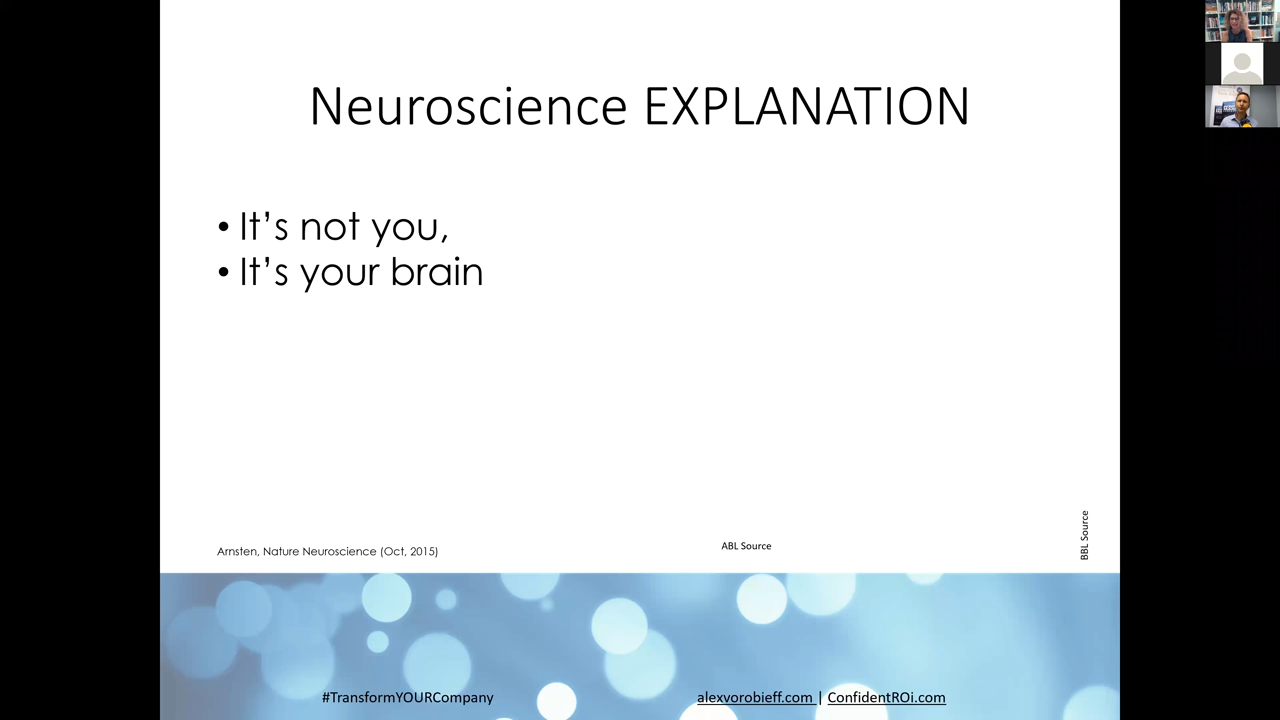 Neuroscience EXPLANATION
• It's not you,
• It's your brain
Arnsten, Nature Neuroscience (Oct, 2015)
ABL Source
BBL Source
#TransformYOURCompany
alexvorobieff.com | ConfidentROi.com